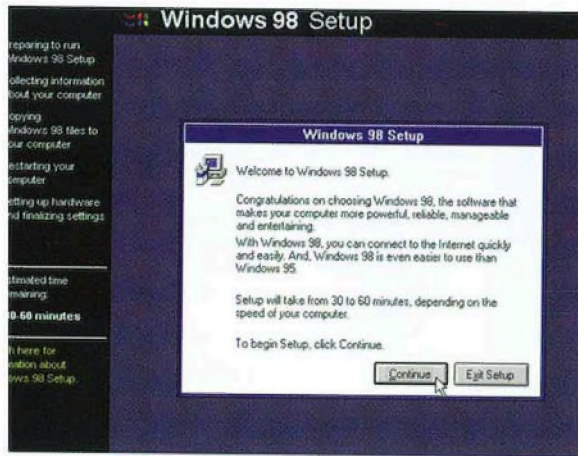 Windows 98 Setup
reparing to run
Windows 98 Setup
ollecting information
bout your computer
opying
Windows 98 files to
our computer
estarting your
omputer
etting up hardware
nd finalizing settings
stimated time
emaining:
0-60 minutes
h here for
mation about
ows 98 Setup.
Windows 98 Setup
Welcome to Windows 98 Setup.
Congratulations on choosing Windows 98, the software that
makes your computer more powerful, reliable, manageable
and entertaining.
With Windows 98, you can connect to the Internet quickly
and easily. And, Windows 98 is even easier to use than
Windows 95.
Setup will take from 30 to 60 minutes, depending on the
speed of your computer.
To begin Setup, click Continue.
Continue
Exit Setup